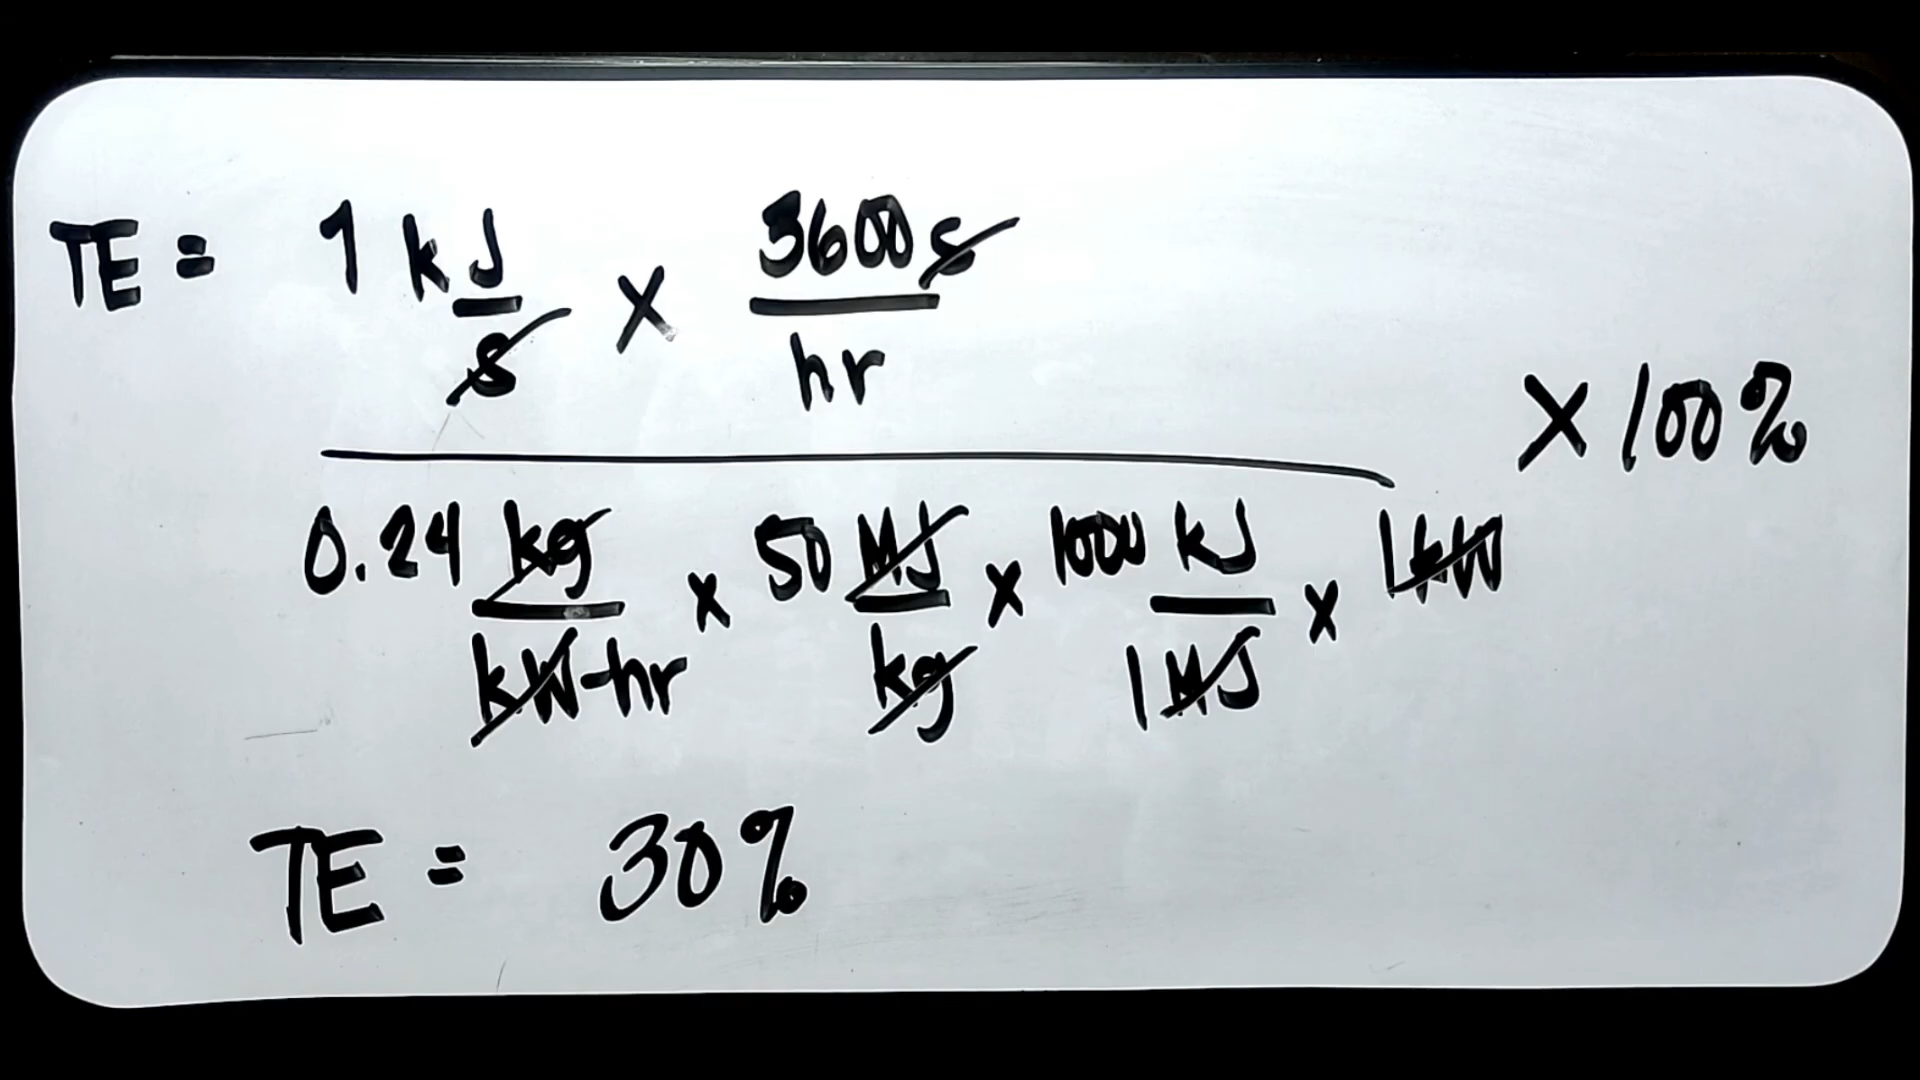 TE = 1 kJ/s x 3600 s/hr
x 100%
0.24 kg/kW-hr x 50 MJ/kg x 1000 kJ/1 MJ x 1 kW
TE = 30%